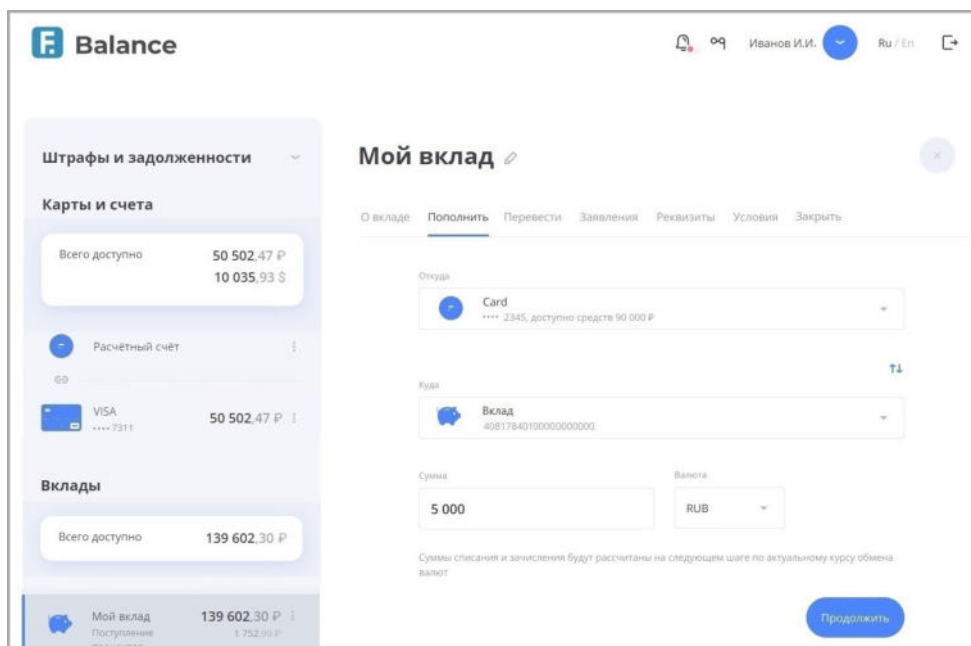 F. Balance
Иванов И.И.
Ru / En
Штрафы и задолженности
Карты и счета
Всего доступно 50 502,47 ₽
10 035,93 $
Расчётный счёт
VISA 50 502,47 ₽
•••• 7311
Вклады
Всего доступно 139 602,30 ₽
Мой вклад 139 602,30 ₽
Поступление 1 752,99 ₽
Мой вклад
О вкладе Пополнить Перевести Заявления Реквизиты Условия Закрыть
Откуда
Card
•••• 2345, доступно средств 90 000 ₽
Куда
Вклад
40817840100000000000
Сумма Валюта
5 000 RUB
Суммы списания и зачисления будут рассчитаны на следующем шаге по актуальному курсу обмена
валют
Продолжить